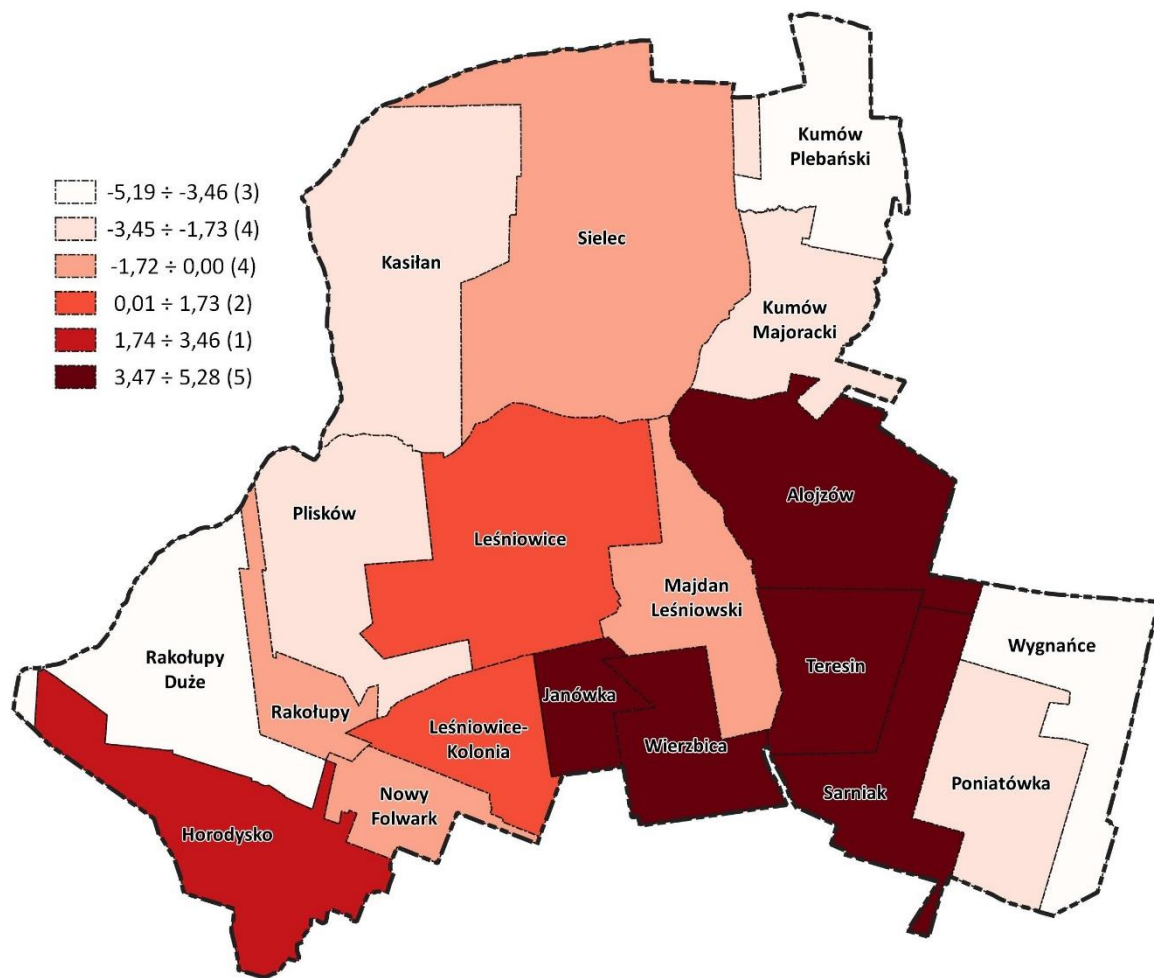 -5,19 ÷ -3,46 (3)
-3,45 ÷ -1,73 (4)
-1,72 ÷ 0,00 (4)
0,01 ÷ 1,73 (2)
1,74 ÷ 3,46 (1)
3,47 ÷ 5,28 (5)
Kumów
Plebański
Sielec
Kasiłan
Kumów
Majoracki
Alojzów
Plisków
Leśniowice
Majdan
Leśniowski
Rakołupy
Duże
Wygnańce
Teresin
Janówka
Rakołupy
Leśniowice-
Kolonia
Wierzbica
Poniatówka
Sarniak
Nowy
Folwark
Horodysko